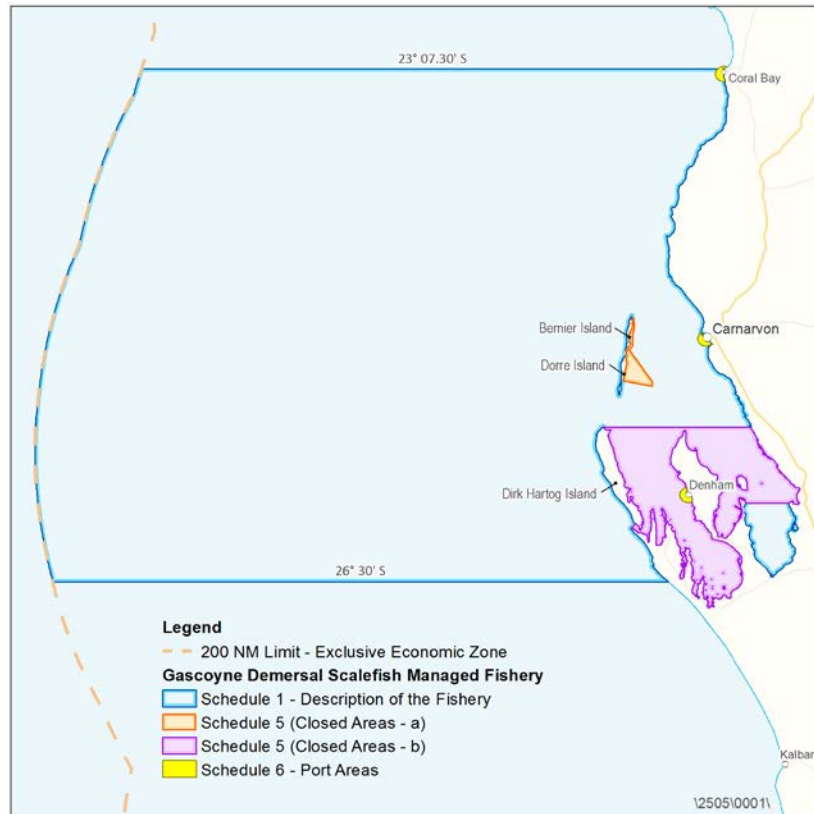 23° 07.30' S
Coral Bay
Bernier Island
Carnarvon
Dorre Island
Dirk Hartog Island
Denham
26° 30' S
Legend
200 NM Limit - Exclusive Economic Zone
Gascoyne Demersal Scalefish Managed Fishery
Schedule 1 - Description of the Fishery
Schedule 5 (Closed Areas - a)
Schedule 5 (Closed Areas - b)
Schedule 6 - Port Areas
Kalbar
\2505\0001\